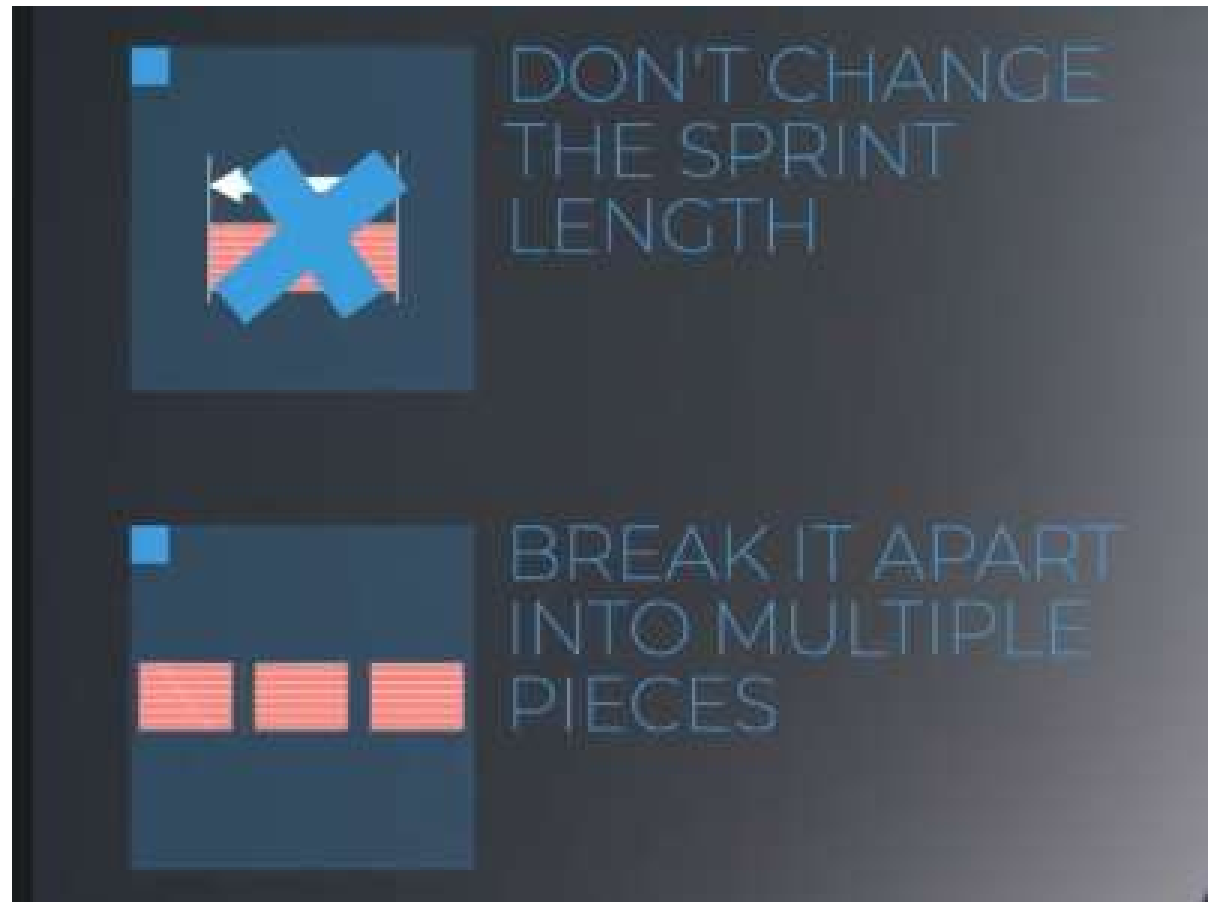 DON'T CHANGE
THE SPRINT
LENGTH
BREAK IT APART
INTO MULTIPLE
PIECES